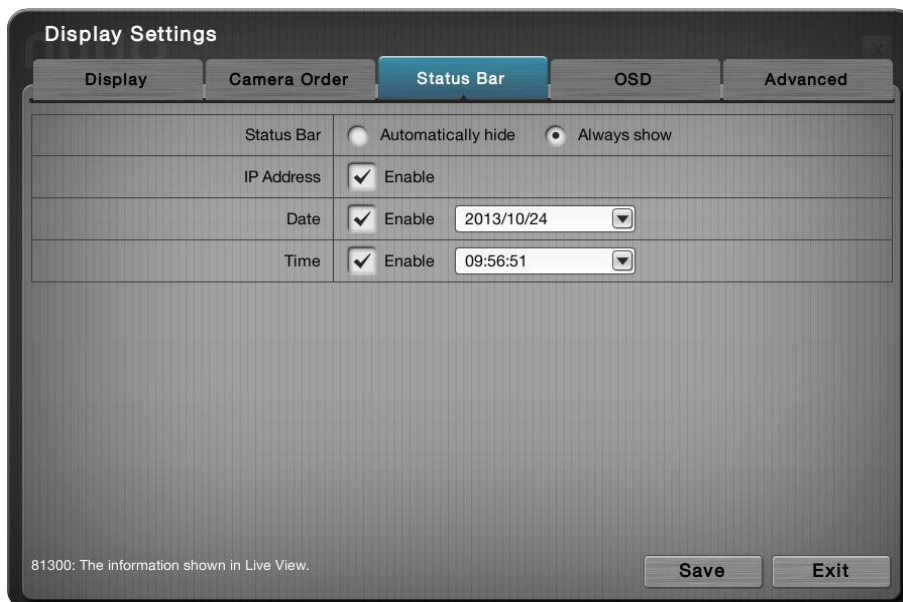 Display Settings
Display Camera Order Status Bar OSD Advanced
Status Bar Automatically hide Always show
IP Address Enable
Date Enable 2013/10/24
Time Enable 09:56:51
81300: The information shown in Live View.
Save Exit